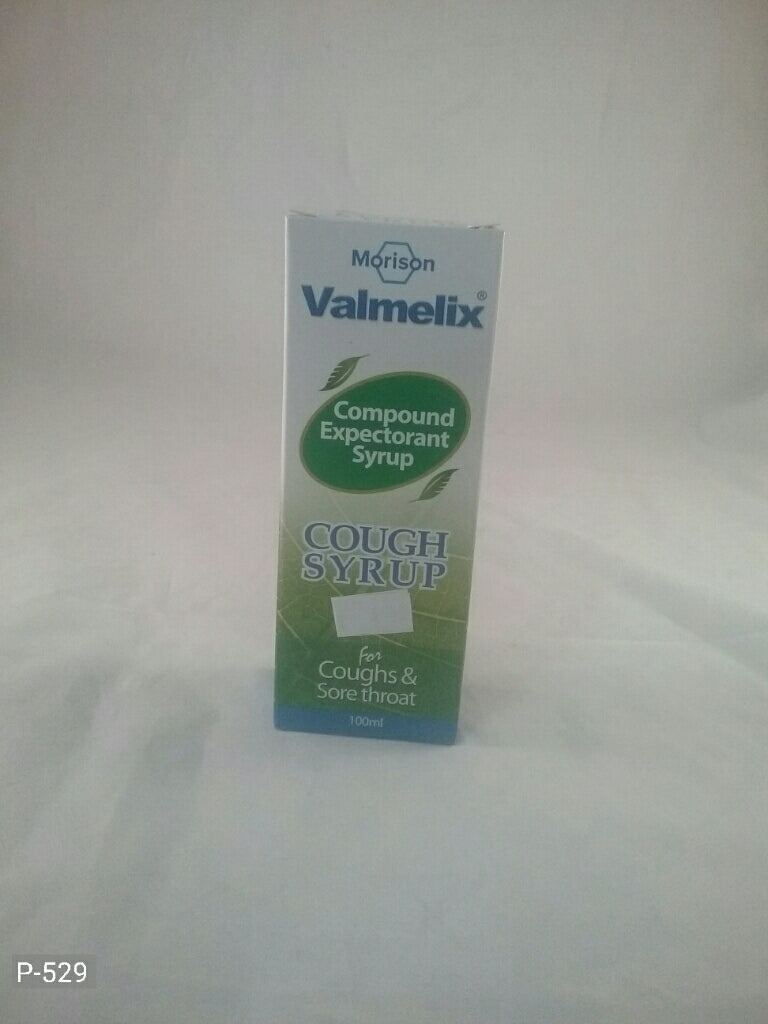 Morison
Valmelix®
Compound
Expectorant
Syrup
COUGH
SYRUP
for
Coughs &
Sore throat
100ml
P-529